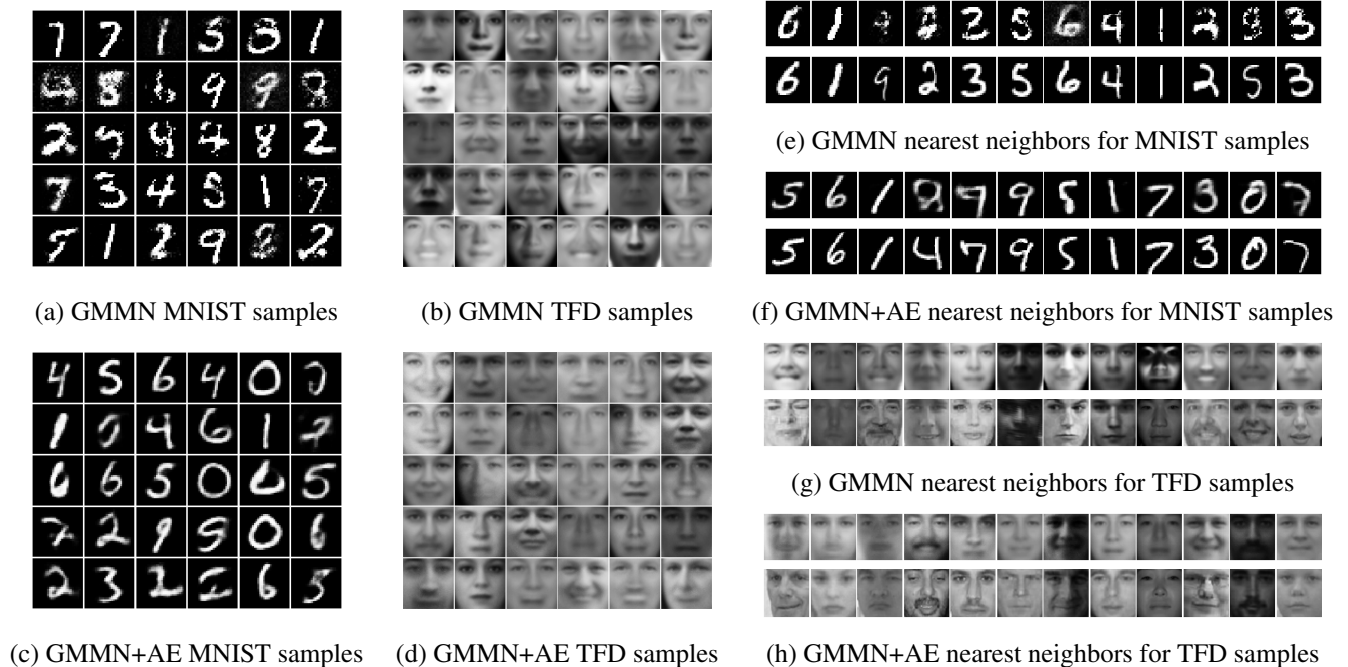 (a) GMMN MNIST samples
(b) GMMN TFD samples
(c) GMMN+AE MNIST samples
(d) GMMN+AE TFD samples
(e) GMMN nearest neighbors for MNIST samples
(f) GMMN+AE nearest neighbors for MNIST samples
(g) GMMN nearest neighbors for TFD samples
(h) GMMN+AE nearest neighbors for TFD samples